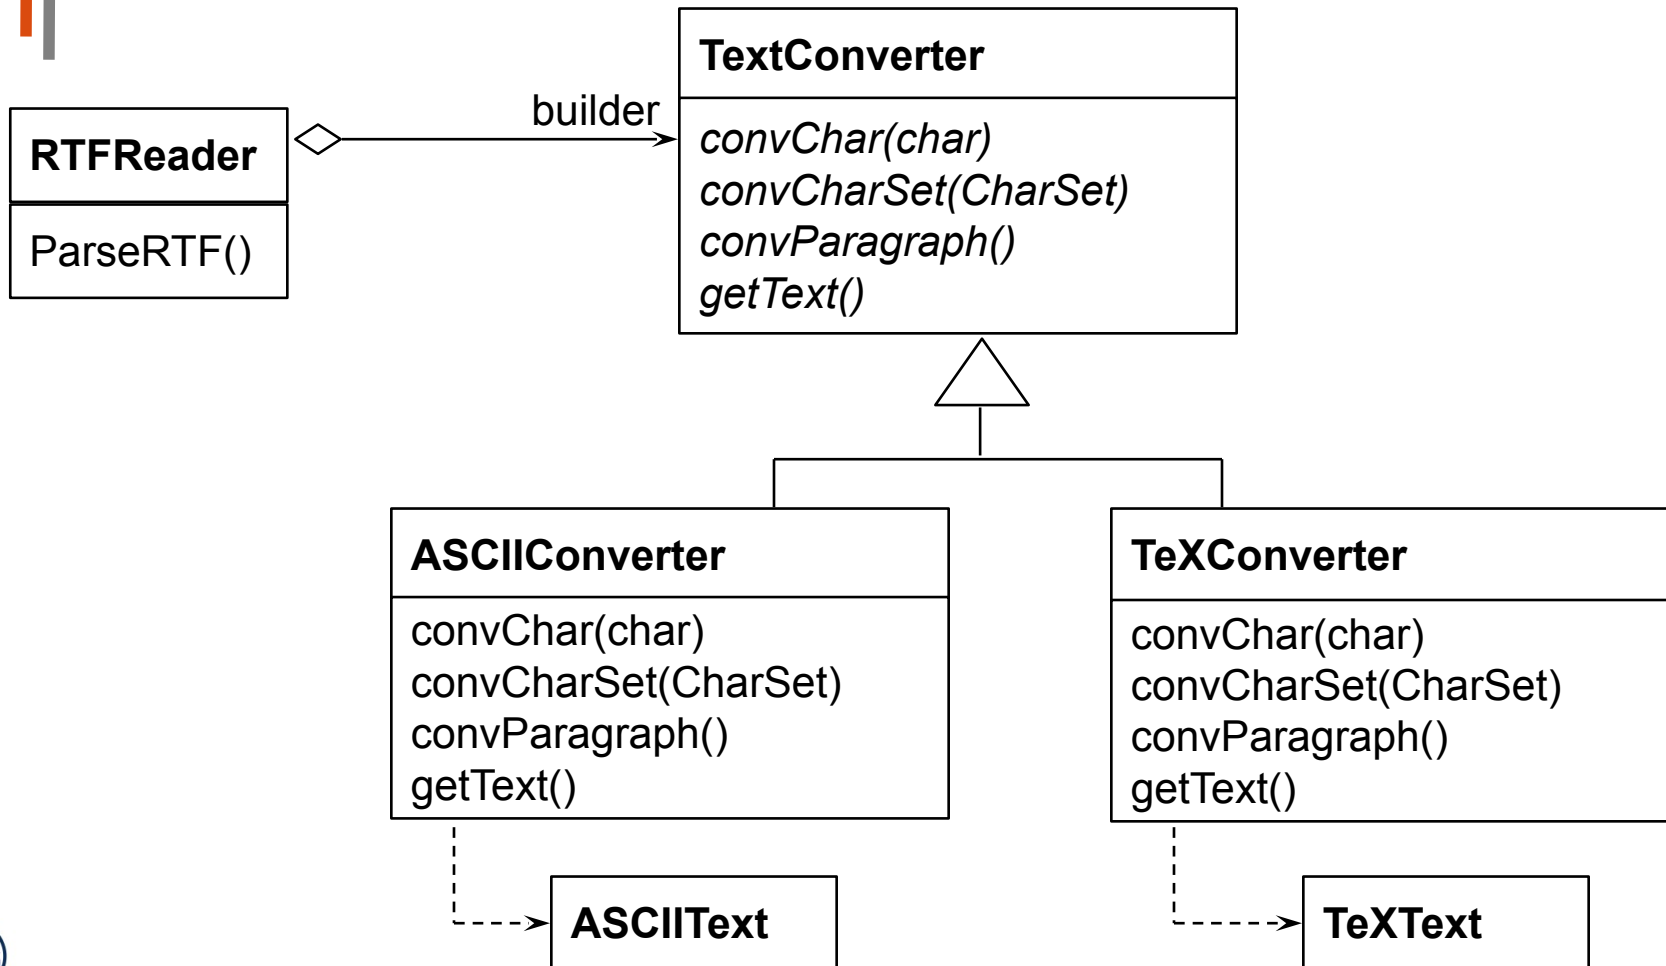 TextConverter
builder
convChar(char)
convCharSet(CharSet)
convParagraph()
getText()
RTFReader
ParseRTF()
ASCIIConverter
convChar(char)
convCharSet(CharSet)
convParagraph()
getText()
TeXConverter
convChar(char)
convCharSet(CharSet)
convParagraph()
getText()
ASCIIText
TeXText